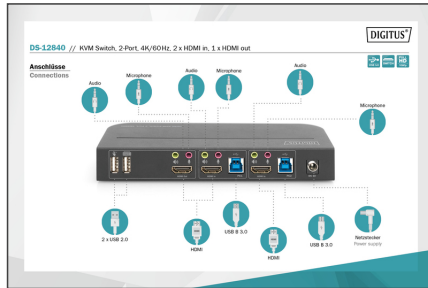 DIGITUS®
DS-12840 // KVM Switch, 2-Port, 4K/60Hz, 2 x HDMI in, 1 x HDMI out
Anschlüsse
Connections
Audio
Microphone
Audio
Microphone
Audio
Microphone
2 x USB 2.0
HDMI
USB B 3.0
HDMI
USB B 3.0
Netzstecker
Power supply